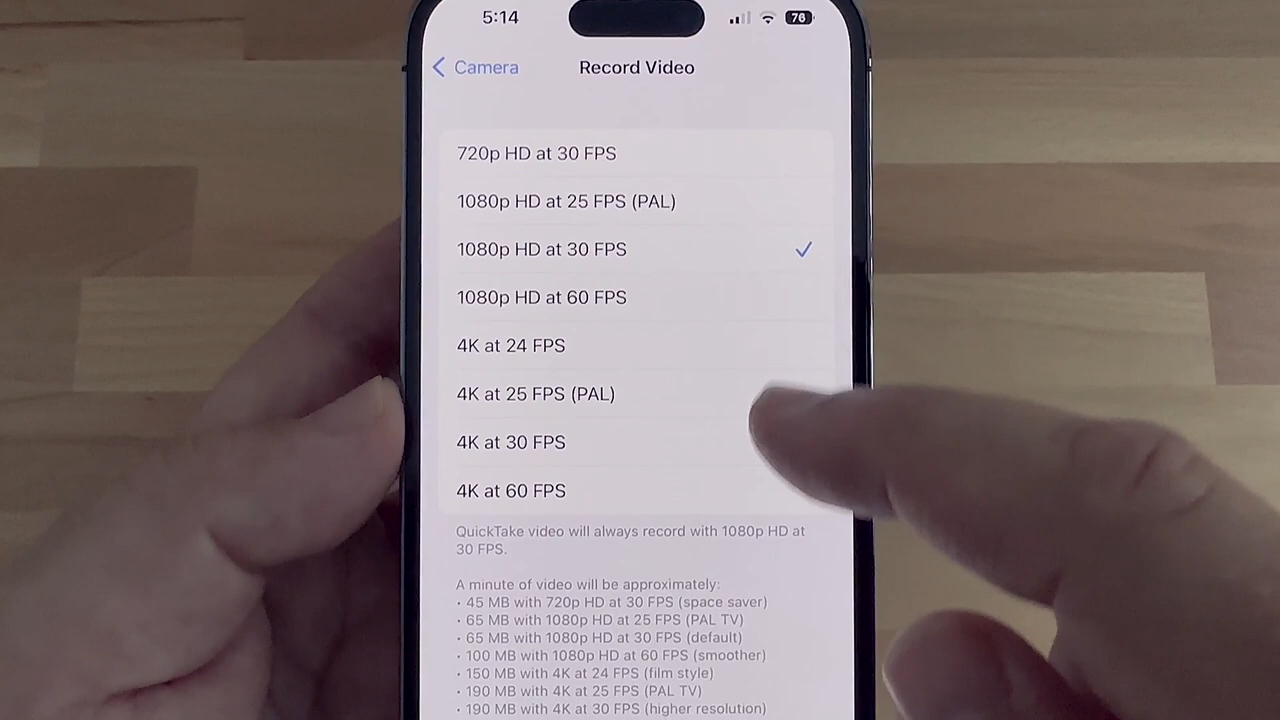 5:14
76
Camera
Record Video
720p HD at 30 FPS
1080p HD at 25 FPS (PAL)
1080p HD at 30 FPS
1080p HD at 60 FPS
4K at 24 FPS
4K at 25 FPS (PAL)
4K at 30 FPS
4K at 60 FPS
QuickTake video will always record with 1080p HD at
30 FPS.
A minute of video will be approximately:
• 45 MB with 720p HD at 30 FPS (space saver)
• 65 MB with 1080p HD at 25 FPS (PAL TV)
• 65 MB with 1080p HD at 30 FPS (default)
• 100 MB with 1080p HD at 60 FPS (smoother)
• 150 MB with 4K at 24 FPS (film style)
• 190 MB with 4K at 25 FPS (PAL TV)
• 190 MB with 4K at 30 FPS (higher resolution)